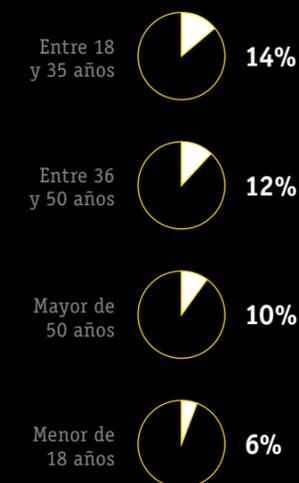 Entre 18
y 35 años
14%
Entre 36
y 50 años
12%
Mayor de
50 años
10%
Menor de
18 años
6%